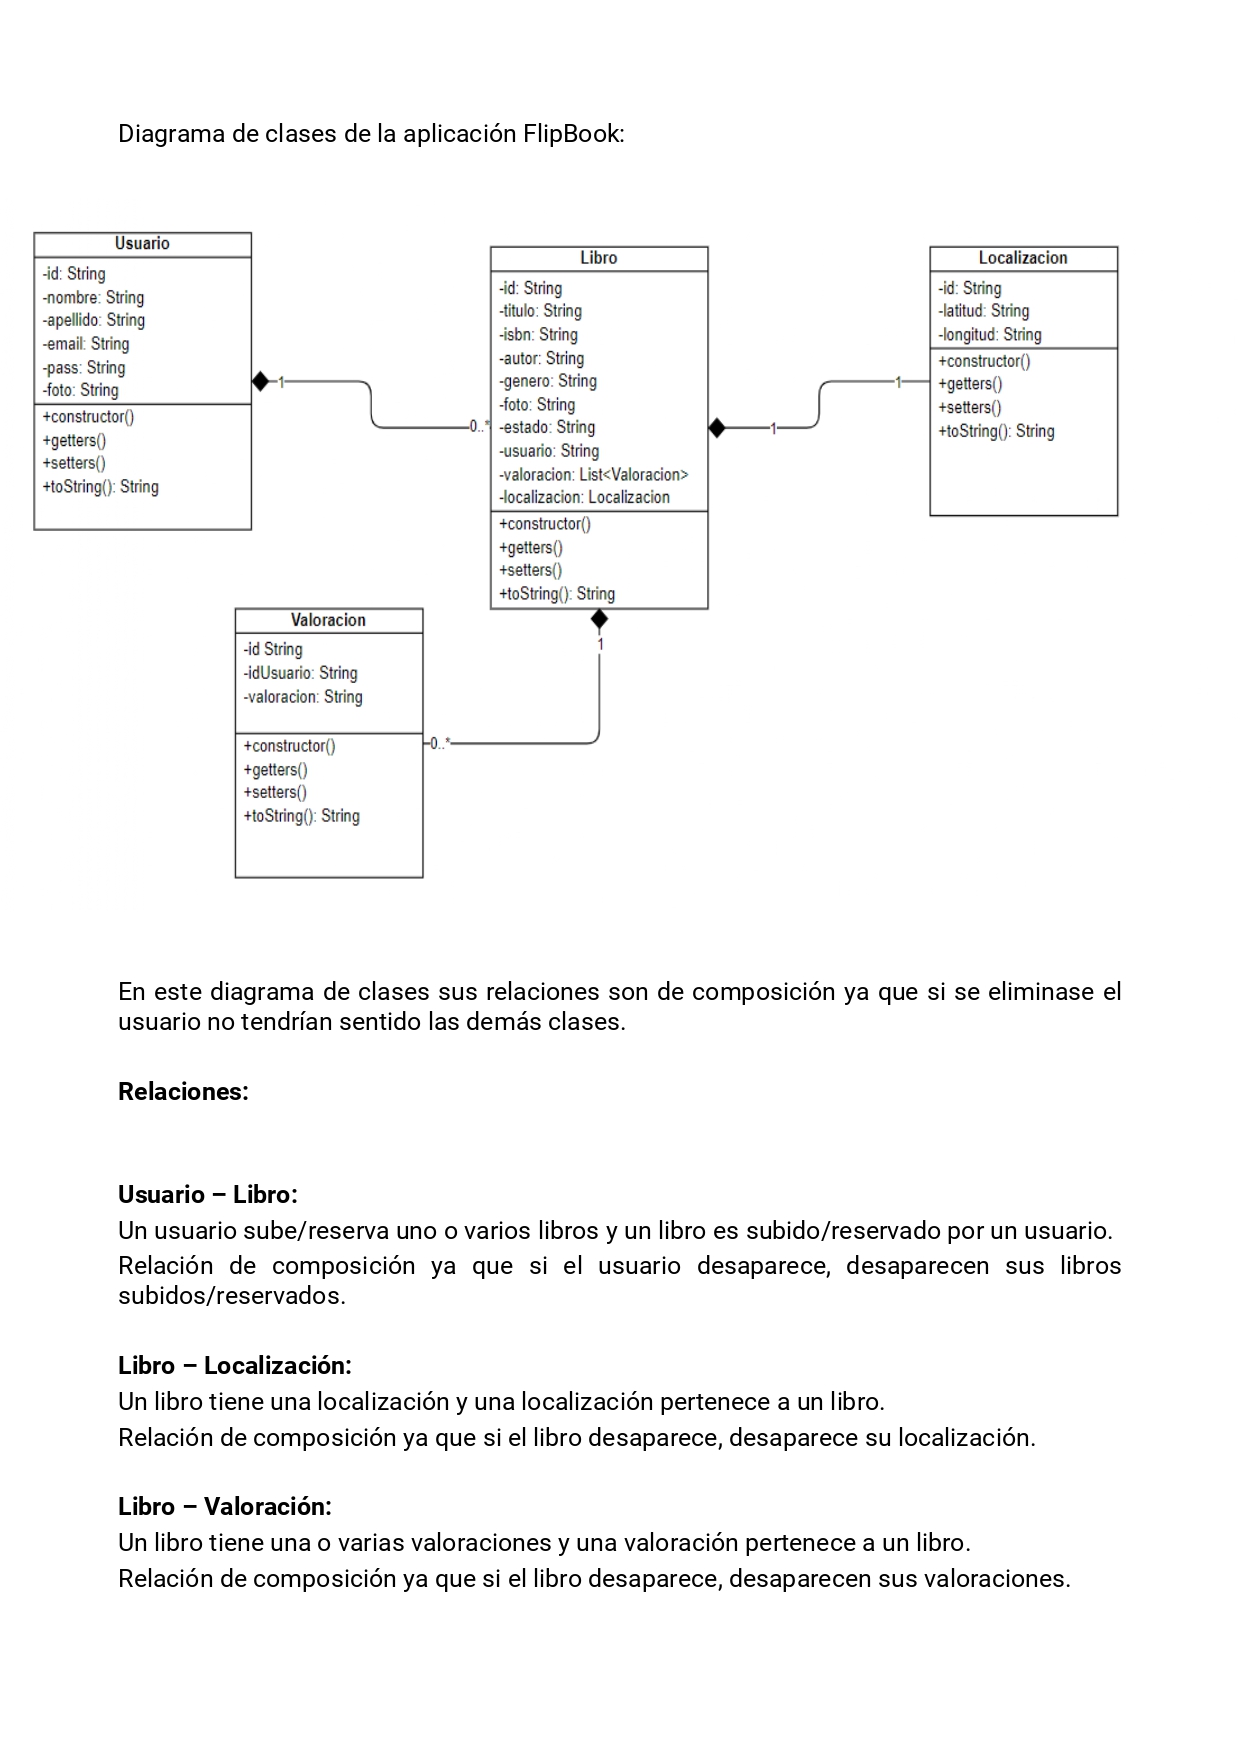 Diagrama de clases de la aplicación FlipBook:
Usuario
-id: String
-nombre: String
-apellido: String
-email: String
-pass: String
-foto: String
+constructor()
+getters()
+setters()
+toString(): String
1
0..*
Libro
-id: String
-titulo: String
-isbn: String
-autor: String
-genero: String
-foto: String
-estado: String
-usuario: String
-valoracion: List<Valoracion>
-localizacion: Localizacion
+constructor()
+getters()
+setters()
+toString(): String
1
1
Localizacion
-id: String
-latitud: String
-longitud: String
+constructor()
+getters()
+setters()
+toString(): String
Valoracion
-id String
-idUsuario: String
-valoracion: String
+constructor()
+getters()
+setters()
+toString(): String
0..*
1
En este diagrama de clases sus relaciones son de composición ya que si se eliminase el
usuario no tendrían sentido las demás clases.
Relaciones:
Usuario – Libro:
Un usuario sube/reserva uno o varios libros y un libro es subido/reservado por un usuario.
Relación de composición ya que si el usuario desaparece, desaparecen sus libros
subidos/reservados.
Libro – Localización:
Un libro tiene una localización y una localización pertenece a un libro.
Relación de composición ya que si el libro desaparece, desaparece su localización.
Libro – Valoración:
Un libro tiene una o varias valoraciones y una valoración pertenece a un libro.
Relación de composición ya que si el libro desaparece, desaparecen sus valoraciones.